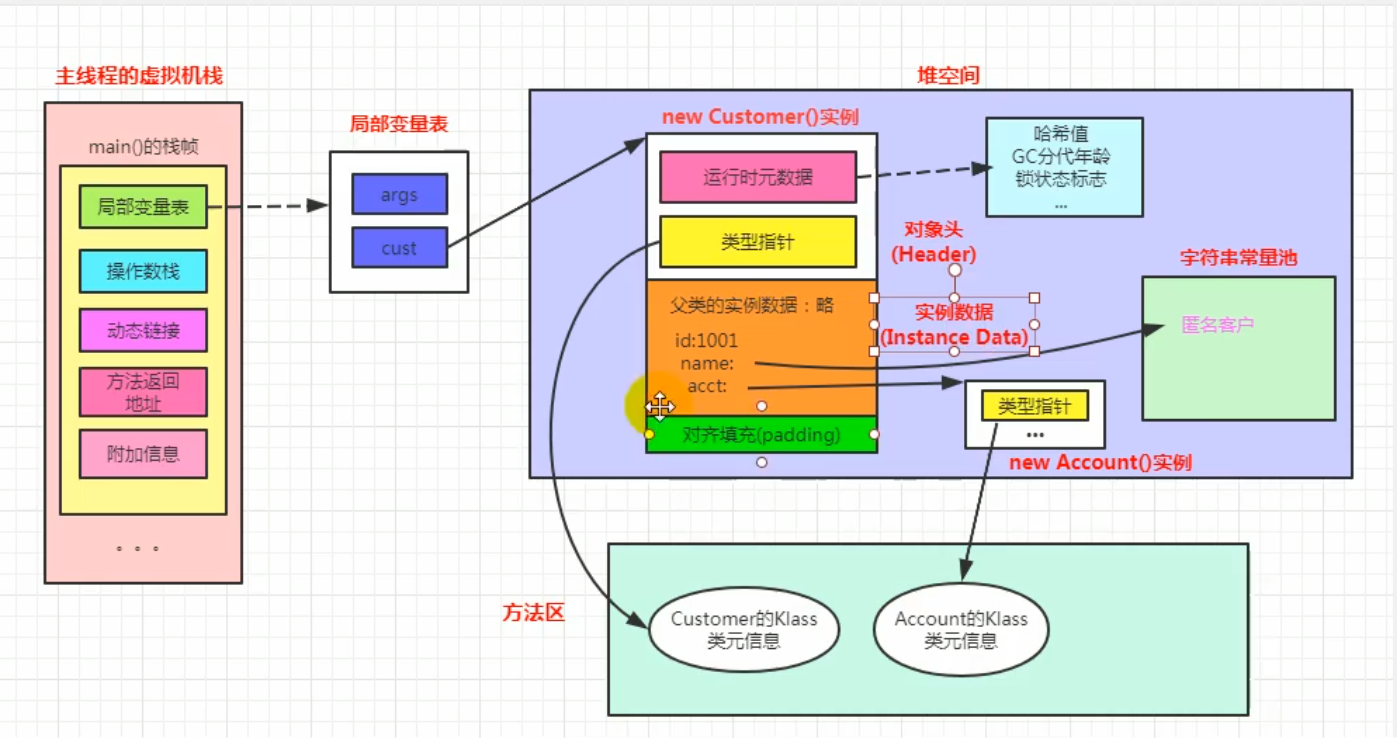 主线程的虚拟机栈
main()的栈帧
局部变量表
操作数栈
动态链接
方法返回
地址
附加信息
。。。
局部变量表
args
cust
堆空间
new Customer()实例
运行时元数据
类型指针
哈希值
GC分代年龄
锁状态标志
...
对象头
(Header)
父类的实例数据：略
id:1001
name:
acct:
实例数据
(Instance Data)
对齐填充(padding)
字符串常量池
匿名客户
类型指针
...
new Account()实例
方法区
Customer的Klass
类元信息
Account的Klass
类元信息